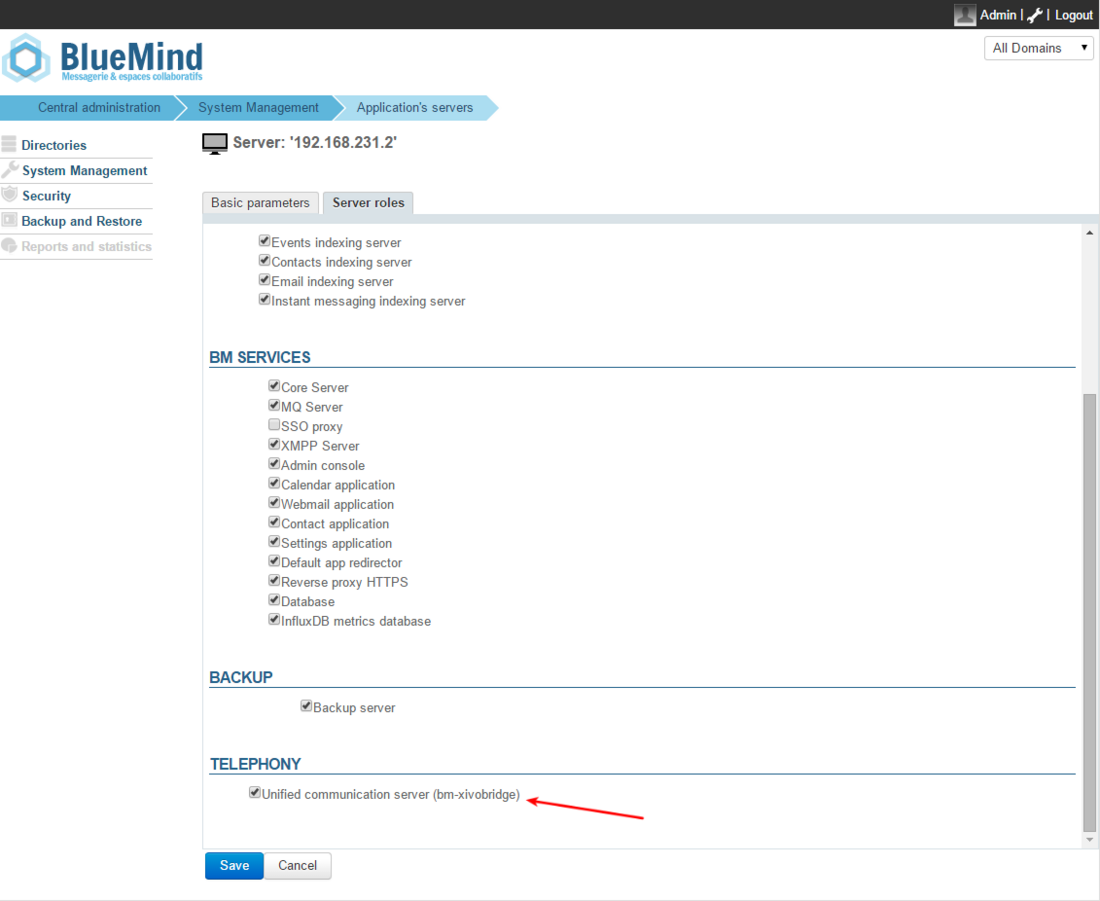 Admin | | Logout
BlueMind
Messagerie & espaces collaboratifs
All Domains
Central administration System Management Application's servers
Directories
System Management
Security
Backup and Restore
Reports and statistics
Server: '192.168.231.2'
Basic parameters Server roles
Events indexing server
Contacts indexing server
Email indexing server
Instant messaging indexing server
BM SERVICES
Core Server
MQ Server
SSO proxy
XMPP Server
Admin console
Calendar application
Webmail application
Contact application
Settings application
Default app redirector
Reverse proxy HTTPS
Database
InfluxDB metrics database
BACKUP
Backup server
TELEPHONY
Unified communication server (bm-xivobridge)
Save Cancel